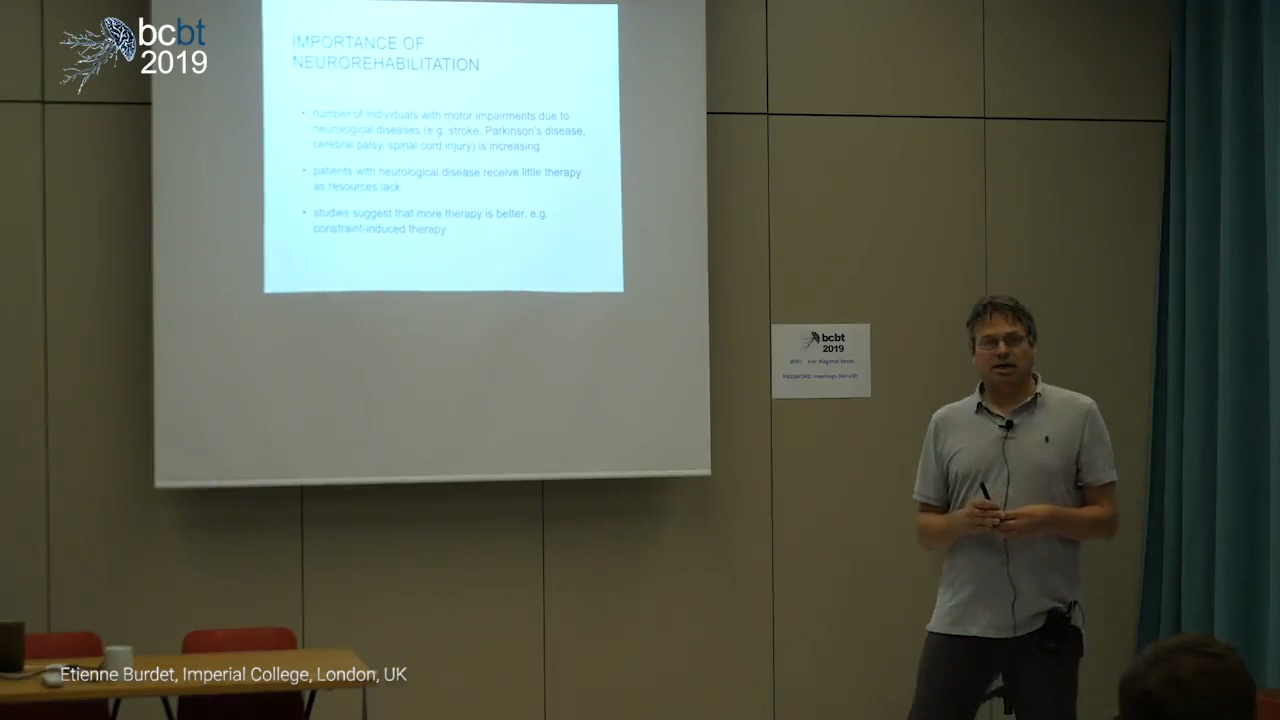 bcbt
2019
IMPORTANCE OF
NEUROREHABILITATION
• number of individuals with motor impairments due to
neurological diseases (e.g. stroke, Parkinson's disease,
cerebral palsy, spinal cord injury) is increasing
• patients with neurological disease receive little therapy
as resources lack
• studies suggest that more therapy is better, e.g.
constraint-induced therapy
bcbt
2019
WIFI:
PASSWORD:
Etienne Burdet, Imperial College, London, UK